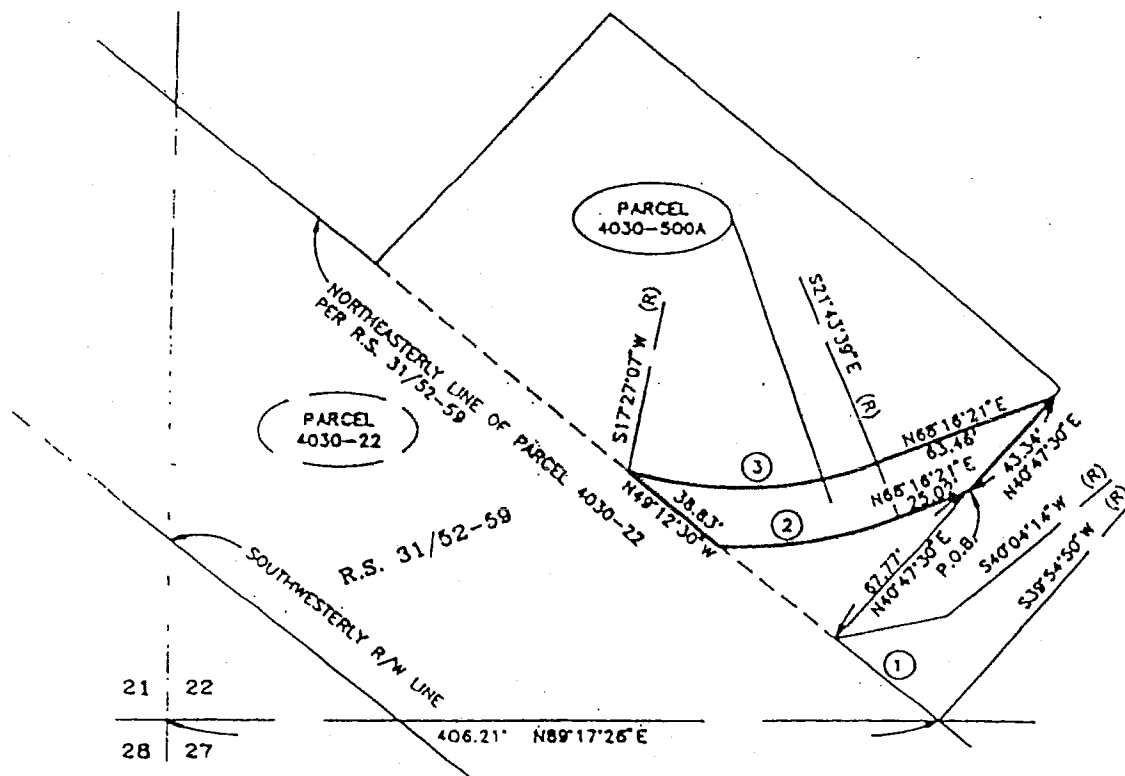 PARCEL
4030-500A
NORTHEASTERLY LINE OF PARCEL 4030-22
PER R.S. 31/52-59
S17°27'07"W (R)
S21°43'39"E (R)
PARCEL
4030-22
N68°16'21"E
63.46'
3
N68°16'21"E
25.02'
43.34'
N40°47'30"E
38.83'
N49°12'30"W
2
R.S. 31/52-59
67.77'
N40°47'30"E
P.O.B.
S40°04'14"W (R)
S39°54'50"W (R)
SOUTHWESTERLY R/W LINE
1
21 22
406.21' N89°17'26"E
28 27